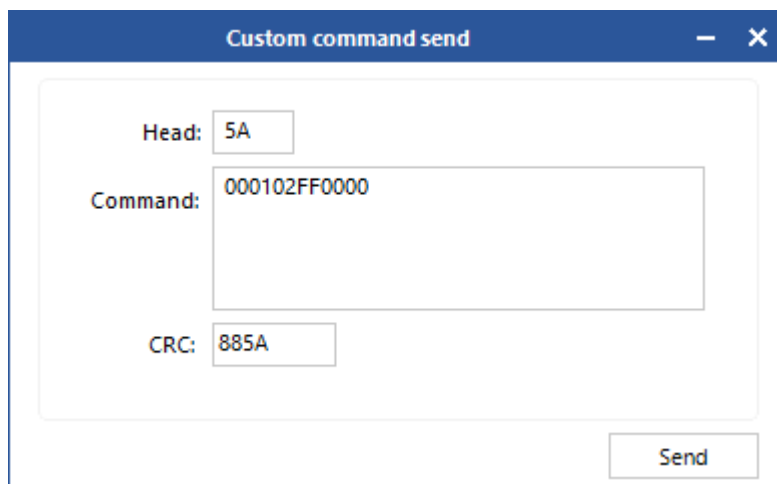 Custom command send
Head: 5A
Command: 000102FF0000
CRC: 885A
Send